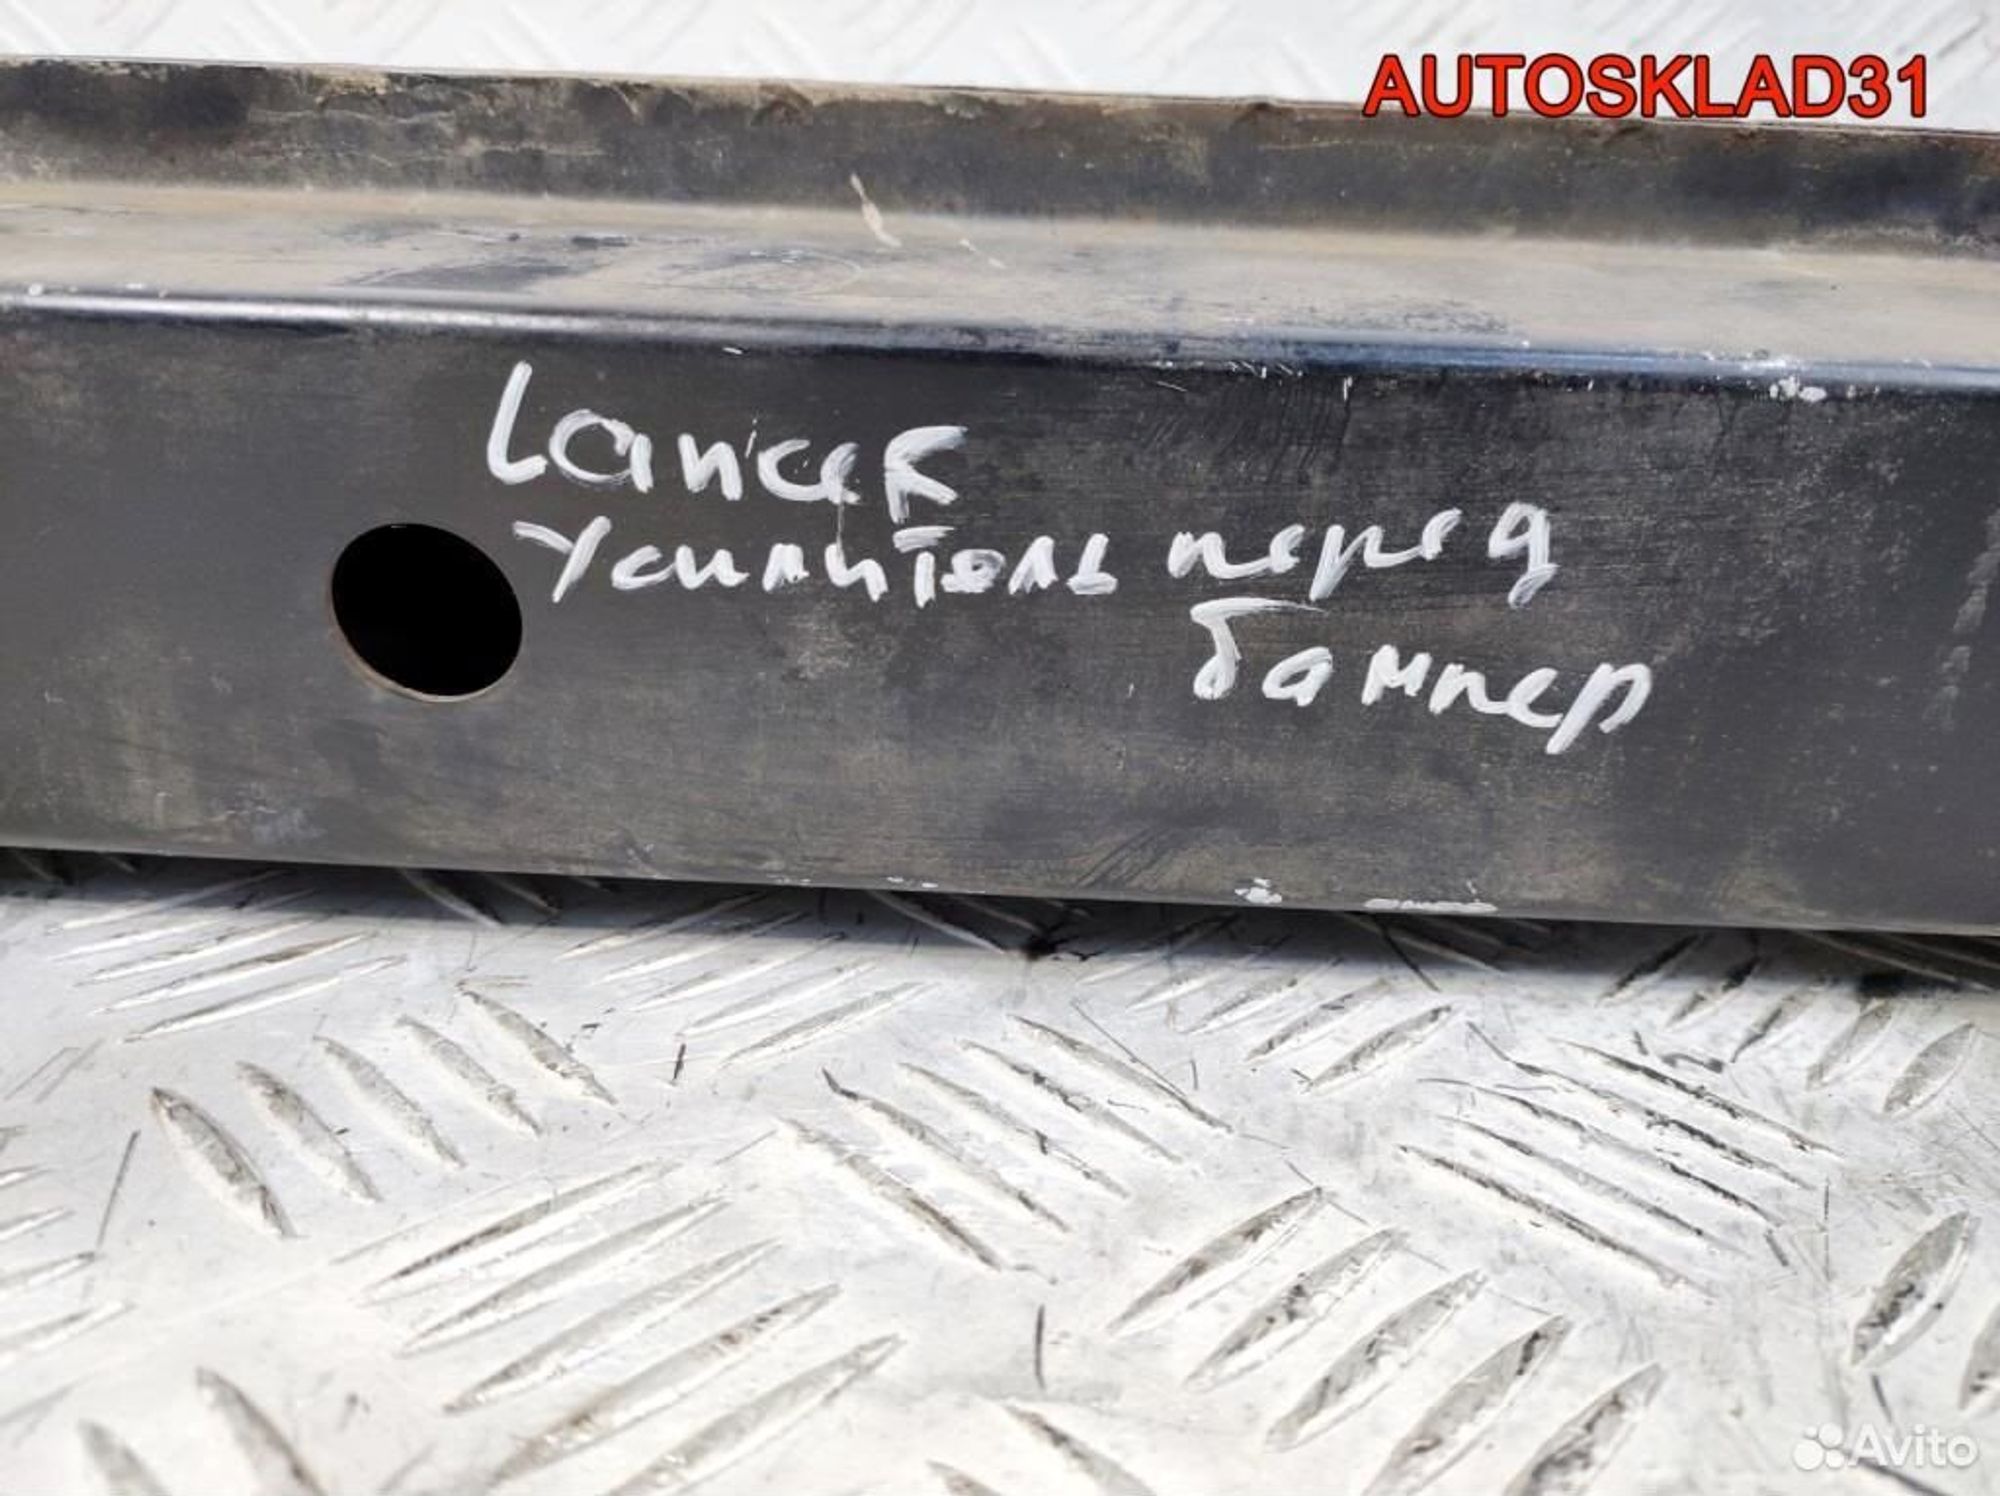 AUTOSKLAD31
Lancer
Усилитель перед
бампер
Avito